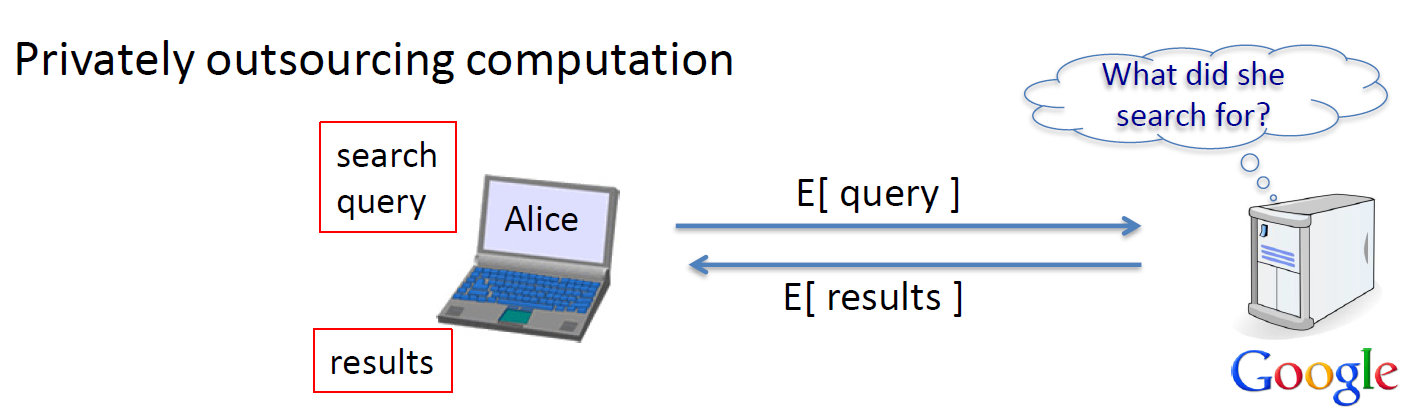 Privately outsourcing computation
What did she
search for?
search
query
Alice
E[ query ]
E[ results ]
results
Google